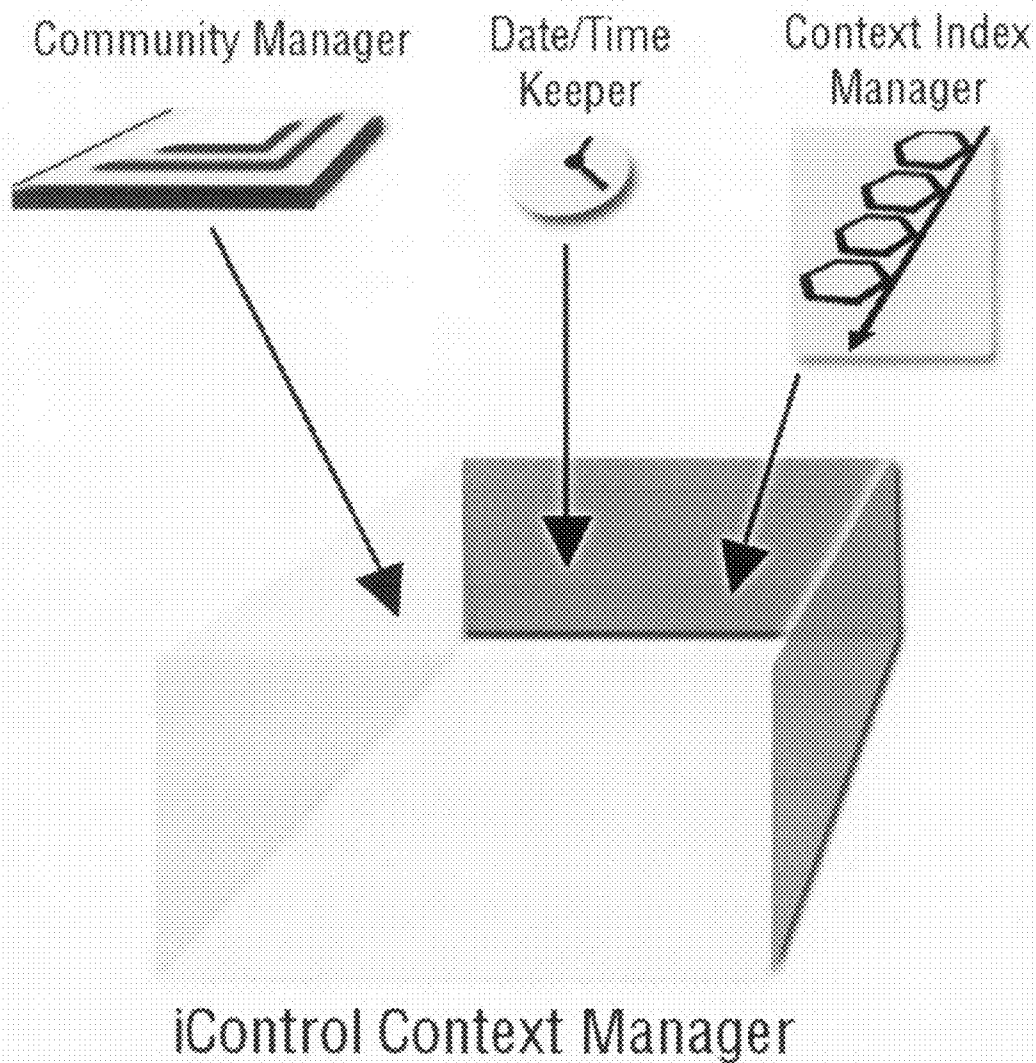 Community Manager
Date/Time
Keeper
Context Index
Manager
iControl Context Manager